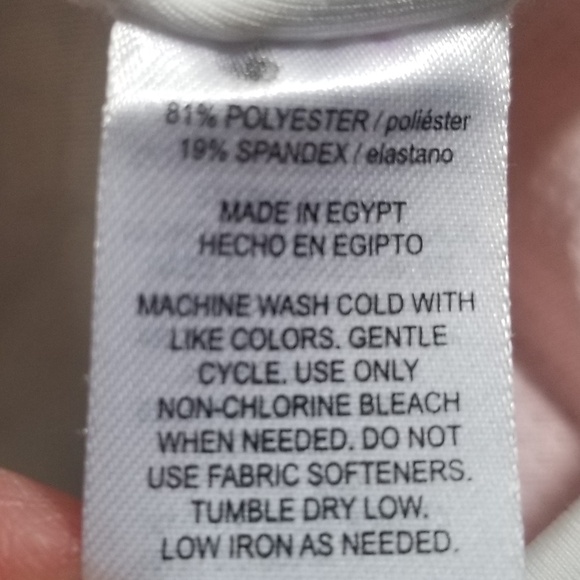 81% POLYESTER / poliéster
19% SPANDEX / elastano
MADE IN EGYPT
HECHO EN EGIPTO
MACHINE WASH COLD WITH
LIKE COLORS. GENTLE
CYCLE. USE ONLY
NON-CHLORINE BLEACH
WHEN NEEDED. DO NOT
USE FABRIC SOFTENERS.
TUMBLE DRY LOW.
LOW IRON AS NEEDED.